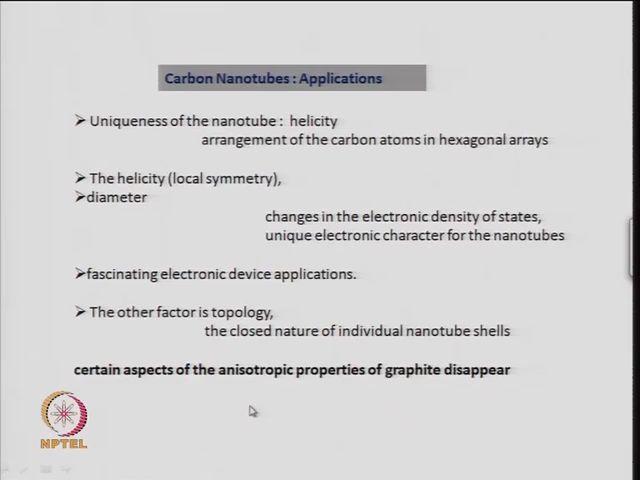 Carbon Nanotubes : Applications
➤ Uniqueness of the nanotube : helicity
arrangement of the carbon atoms in hexagonal arrays
➤ The helicity (local symmetry),
➤diameter
changes in the electronic density of states,
unique electronic character for the nanotubes
➤fascinating electronic device applications.
➤ The other factor is topology,
the closed nature of individual nanotube shells
certain aspects of the anisotropic properties of graphite disappear
NPTEL